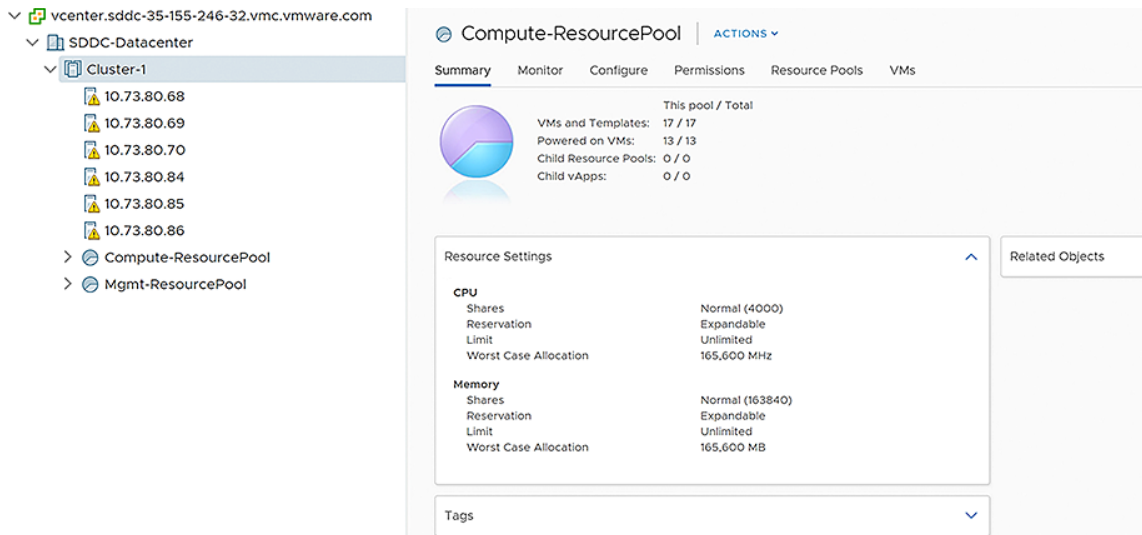 vcenter.sddc-35-155-246-32.vmc.vmware.com
SDDC-Datacenter
Cluster-1
10.73.80.68
10.73.80.69
10.73.80.70
10.73.80.84
10.73.80.85
10.73.80.86
Compute-ResourcePool
Mgmt-ResourcePool
Compute-ResourcePool ACTIONS
Summary Monitor Configure Permissions Resource Pools VMs
This pool / Total
VMs and Templates: 17 / 17
Powered on VMs: 13 / 13
Child Resource Pools: 0 / 0
Child vApps: 0 / 0
Resource Settings
CPU
Shares Normal (4000)
Reservation Expandable
Limit Unlimited
Worst Case Allocation 165,600 MHz
Memory
Shares Normal (163840)
Reservation Expandable
Limit Unlimited
Worst Case Allocation 165,600 MB
Tags
Related Objects